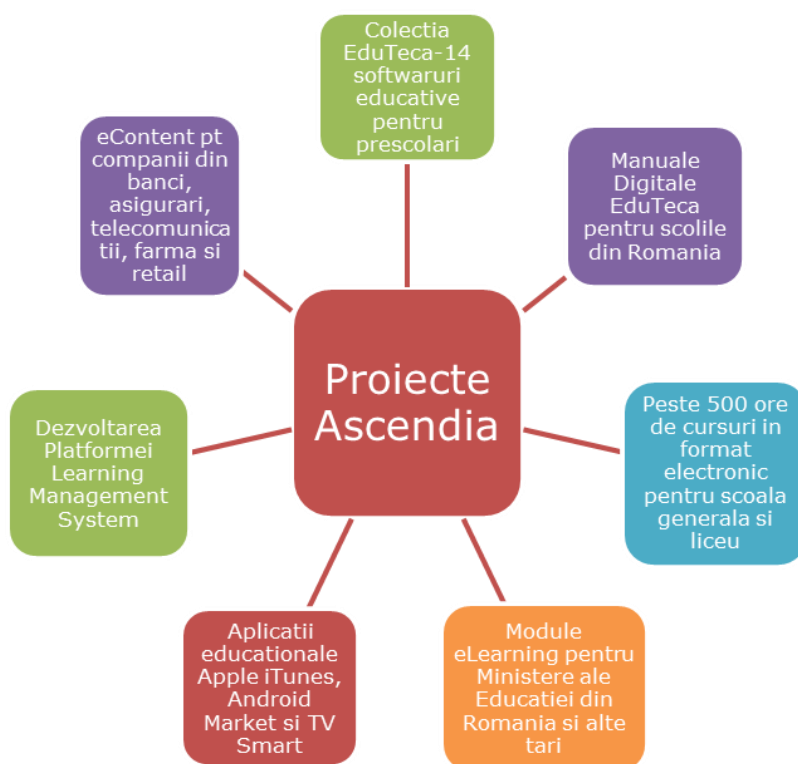 Colectia
EduTeca-14
softwaruri
educative
pentru
prescolari
eContent pt
companii din
banci,
asigurari,
telecomunica
tii, farma si
retail
Manuale
Digitale
EduTeca
pentru scolile
din Romania
Proiecte
Ascendia
Dezvoltarea
Platformei
Learning
Management
System
Peste 500 ore
de cursuri in
format
electronic
pentru scoala
generala si
liceu
Aplicatii
educationale
Apple iTunes,
Android
Market si TV
Smart
Module
eLearning pentru
Ministere ale
Educatiei din
Romania si alte
tari